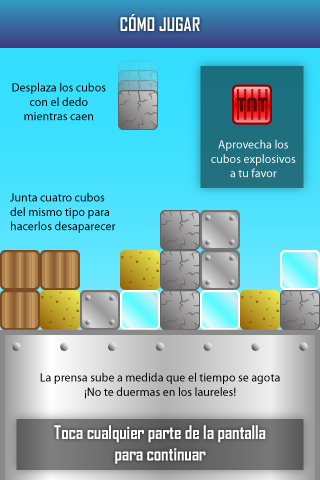 CÓMO JUGAR
Desplaza los cubos
con el dedo
mientras caen
TNT
Aprovecha los
cubos explosivos
a tu favor
Junta cuatro cubos
del mismo tipo para
hacerlos desaparecer
La prensa sube a medida que el tiempo se agota
¡No te duermas en los laureles!
Toca cualquier parte de la pantalla
para continuar